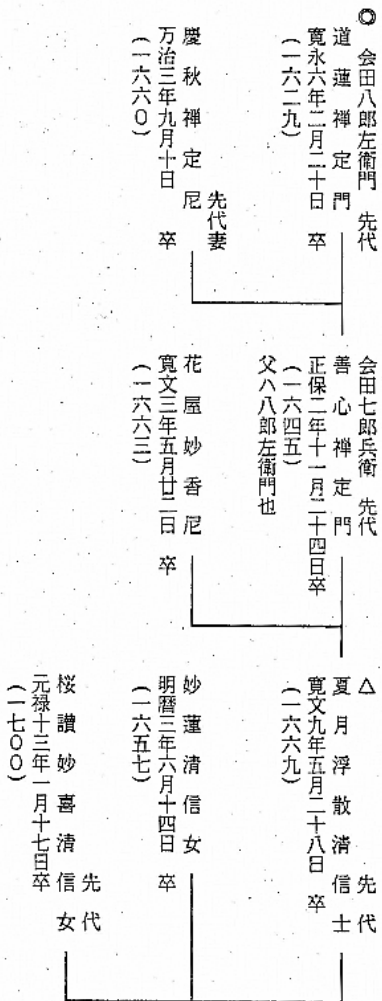 ◎ 会田八郎左衛門 先代
道蓮禅定門
寛永六年二月二十日 卒
(一六二九)
先代妻
慶秋禅定尼
万治三年九月十日 卒
(一六六〇)
会田七郎兵衛 先代
善心禅定門
正保二年十一月二十四日卒
(一六四五)
父ハ八郎左衛門也
花屋妙香尼
寛文三年五月廿二日 卒
(一六六三)
△
先代
夏月浮散清信士
寛文九年五月二十八日 卒
(一六六九)
妙蓮清信女
明暦三年六月十四日 卒
(一六五七)
先代
桜讃妙喜清信女
元禄十三年一月十七日卒
(一七〇〇)